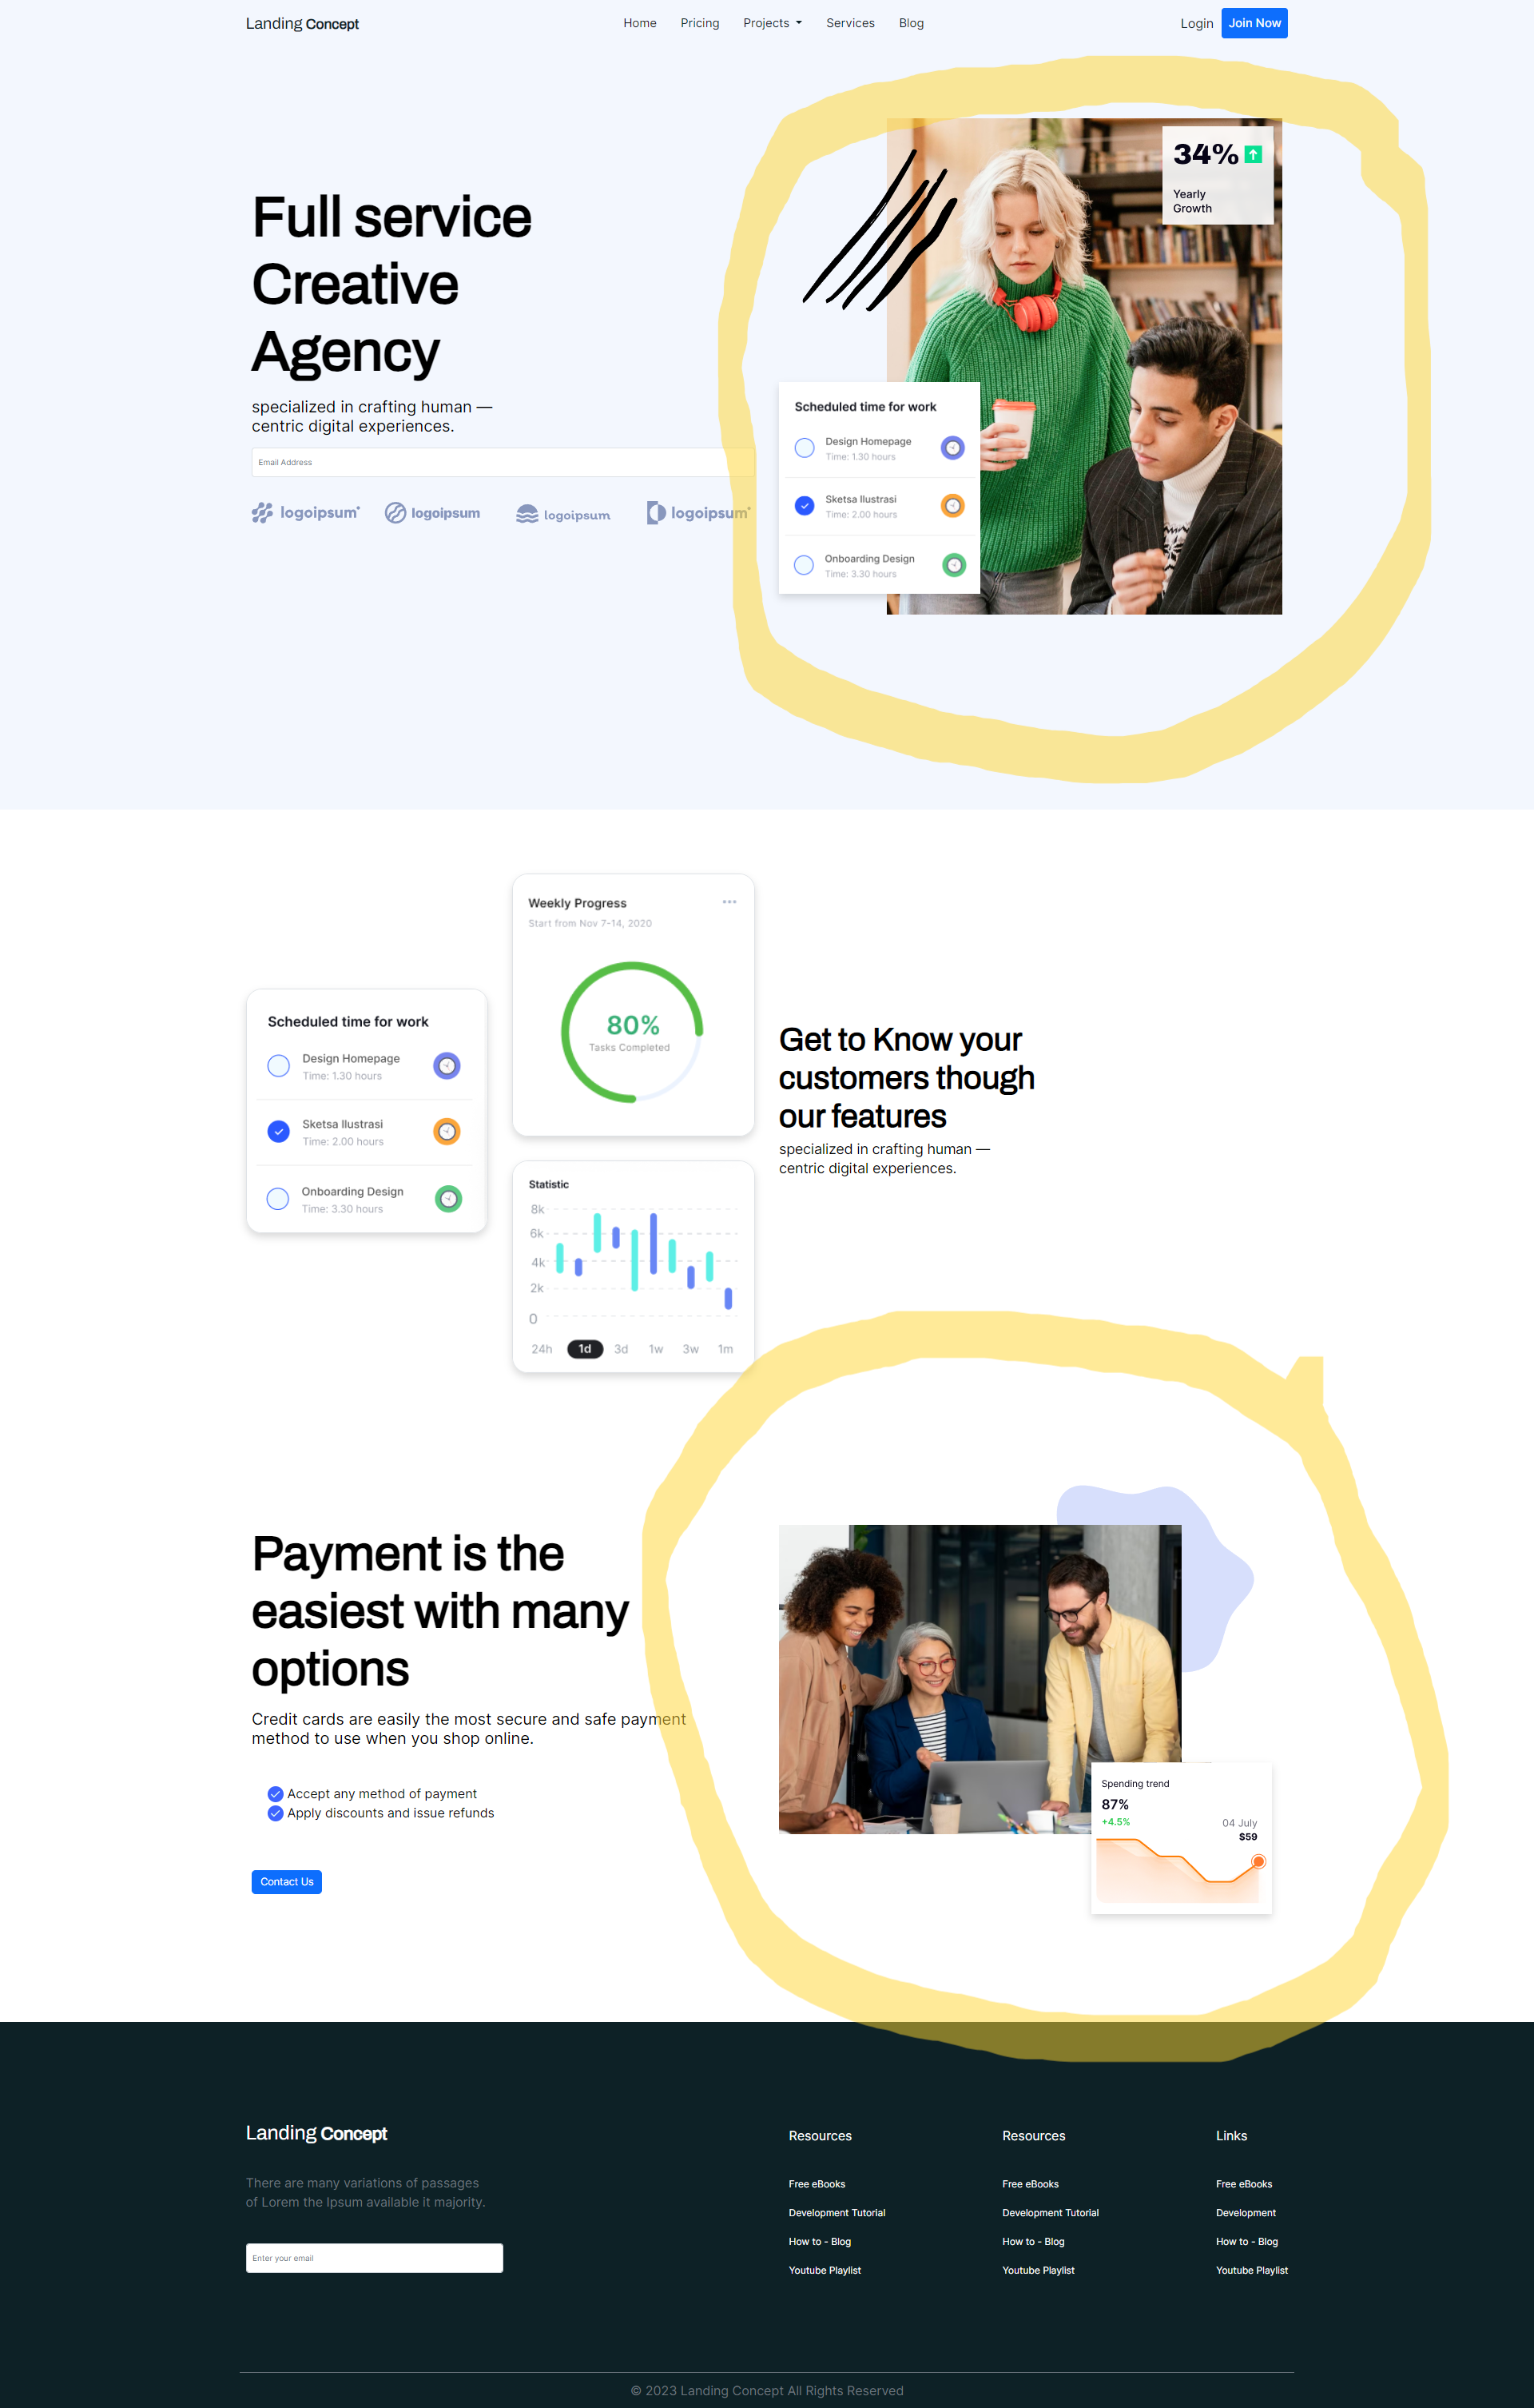 Landing Concept
Home Pricing Projects Services Blog
Login Join Now
34%
Yearly
Growth
Full service
Creative
Agency
specialized in crafting human —
centric digital experiences.
Email Address
logoipsum logoipsum logoipsum logoipsum
Scheduled time for work
Design Homepage
Time: 1.30 hours
Sketsa Ilustrasi
Time: 2.00 hours
Onboarding Design
Time: 3.30 hours
Weekly Progress
Start from Nov 7-14, 2020
80%
Tasks Completed
Scheduled time for work
Design Homepage
Time: 1.30 hours
Sketsa Ilustrasi
Time: 2.00 hours
Onboarding Design
Time: 3.30 hours
Statistic
8k
6k
4k
2k
0
24h 1d 3d 1w 3w 1m
Get to Know your
customers though
our features
specialized in crafting human —
centric digital experiences.
Payment is the
easiest with many
options
Credit cards are easily the most secure and safe payment
method to use when you shop online.
Accept any method of payment
Apply discounts and issue refunds
Contact Us
Spending trend
87%
+4.5%
04 July
$59
Landing Concept
There are many variations of passages
of Lorem the Ipsum available it majority.
Enter your email
Resources
Free eBooks
Development Tutorial
How to - Blog
Youtube Playlist
Resources
Free eBooks
Development Tutorial
How to - Blog
Youtube Playlist
Links
Free eBooks
Development
How to - Blog
Youtube Playlist
© 2023 Landing Concept All Rights Reserved